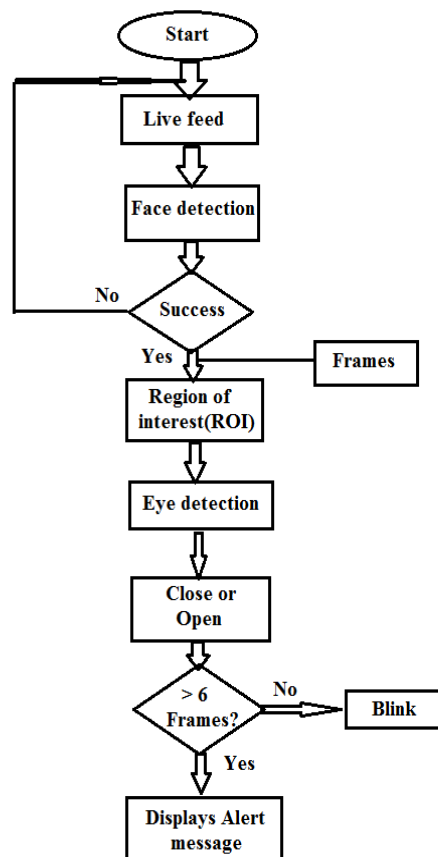 Start
Live feed
Face detection
No
Success
Yes
Frames
Region of
interest(ROI)
Eye detection
Close or
Open
> 6
Frames?
No
Blink
Yes
Displays Alert
message